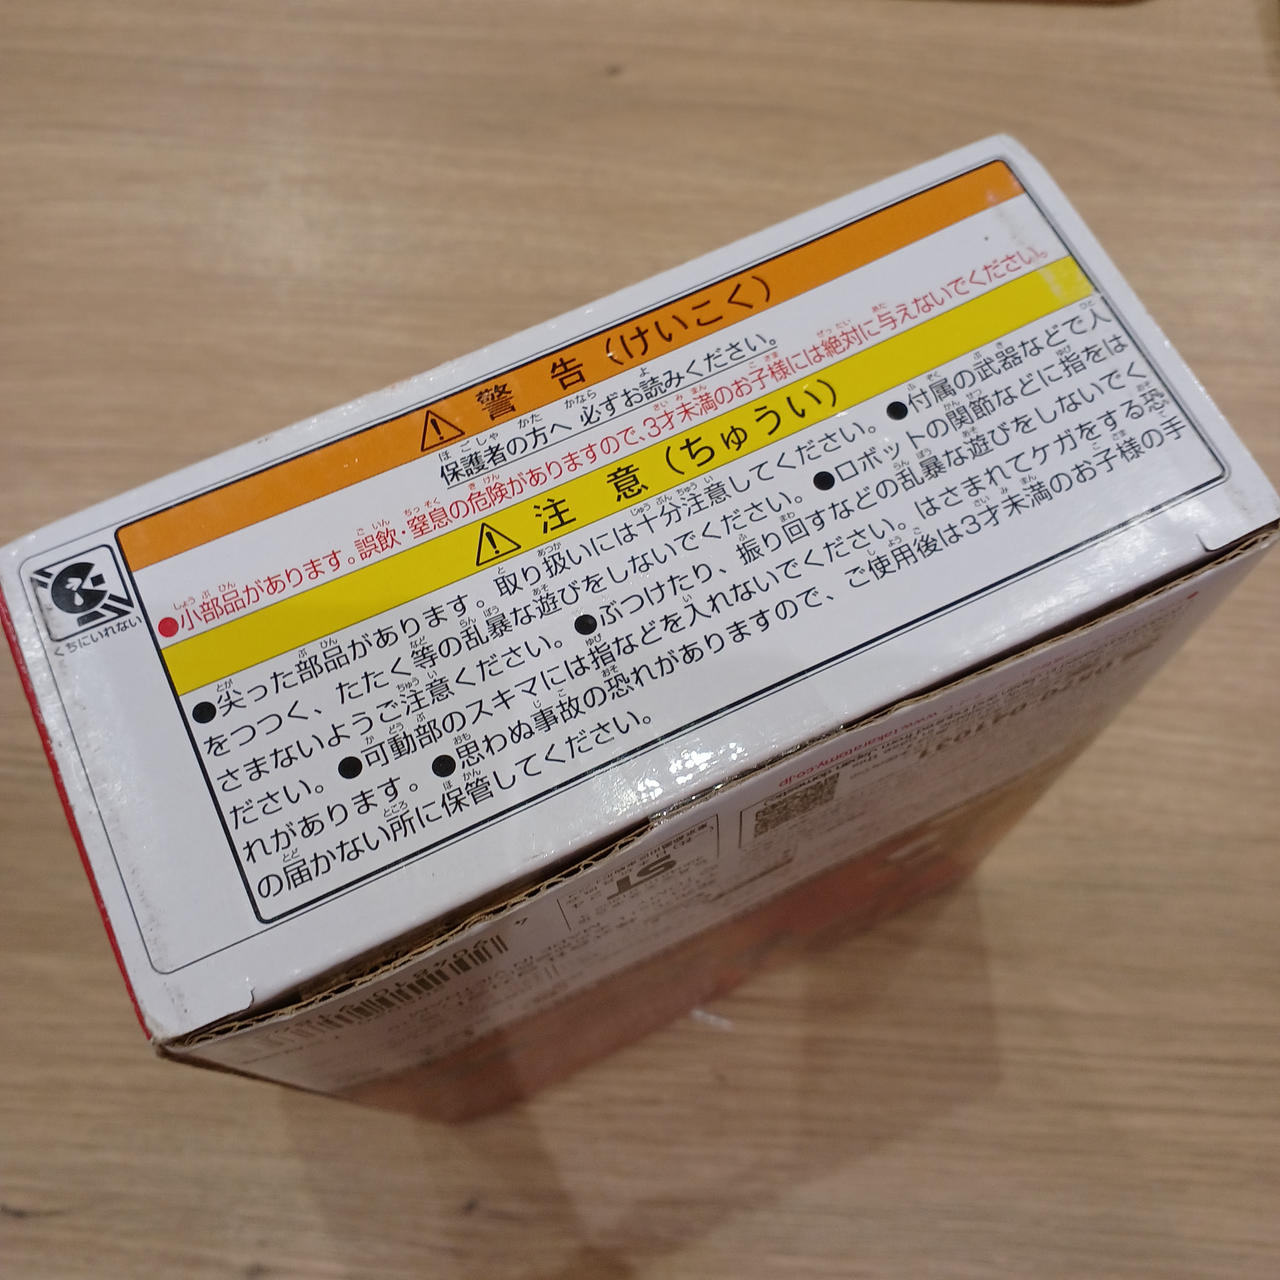 警告(けいこく)
保護者の方へ 必ずお読みください。
●小部品があります。誤飲・窒息の危険がありますので、3才未満のお子様には絶対に与えないでください。
注意(ちゅうい)
●尖った部品があります。取り扱いには十分注意してください。 ●付属の武器などで人
をつつく、たたく等の乱暴な遊びをしないでください。 ●ロボットの関節などに指をは
さまないようご注意ください。 ●ぶつけたり、振り回すなどの乱暴な遊びをしないでく
ださい。 ●可動部のスキマには指などを入れないでください。はさまれてケガをする恐
れがあります。 ●思わぬ事故の恐れがありますので、ご使用後は3才未満のお子様の手
の届かない所に保管してください。
くちにいれない
www.takaratomy.co.jp
ST